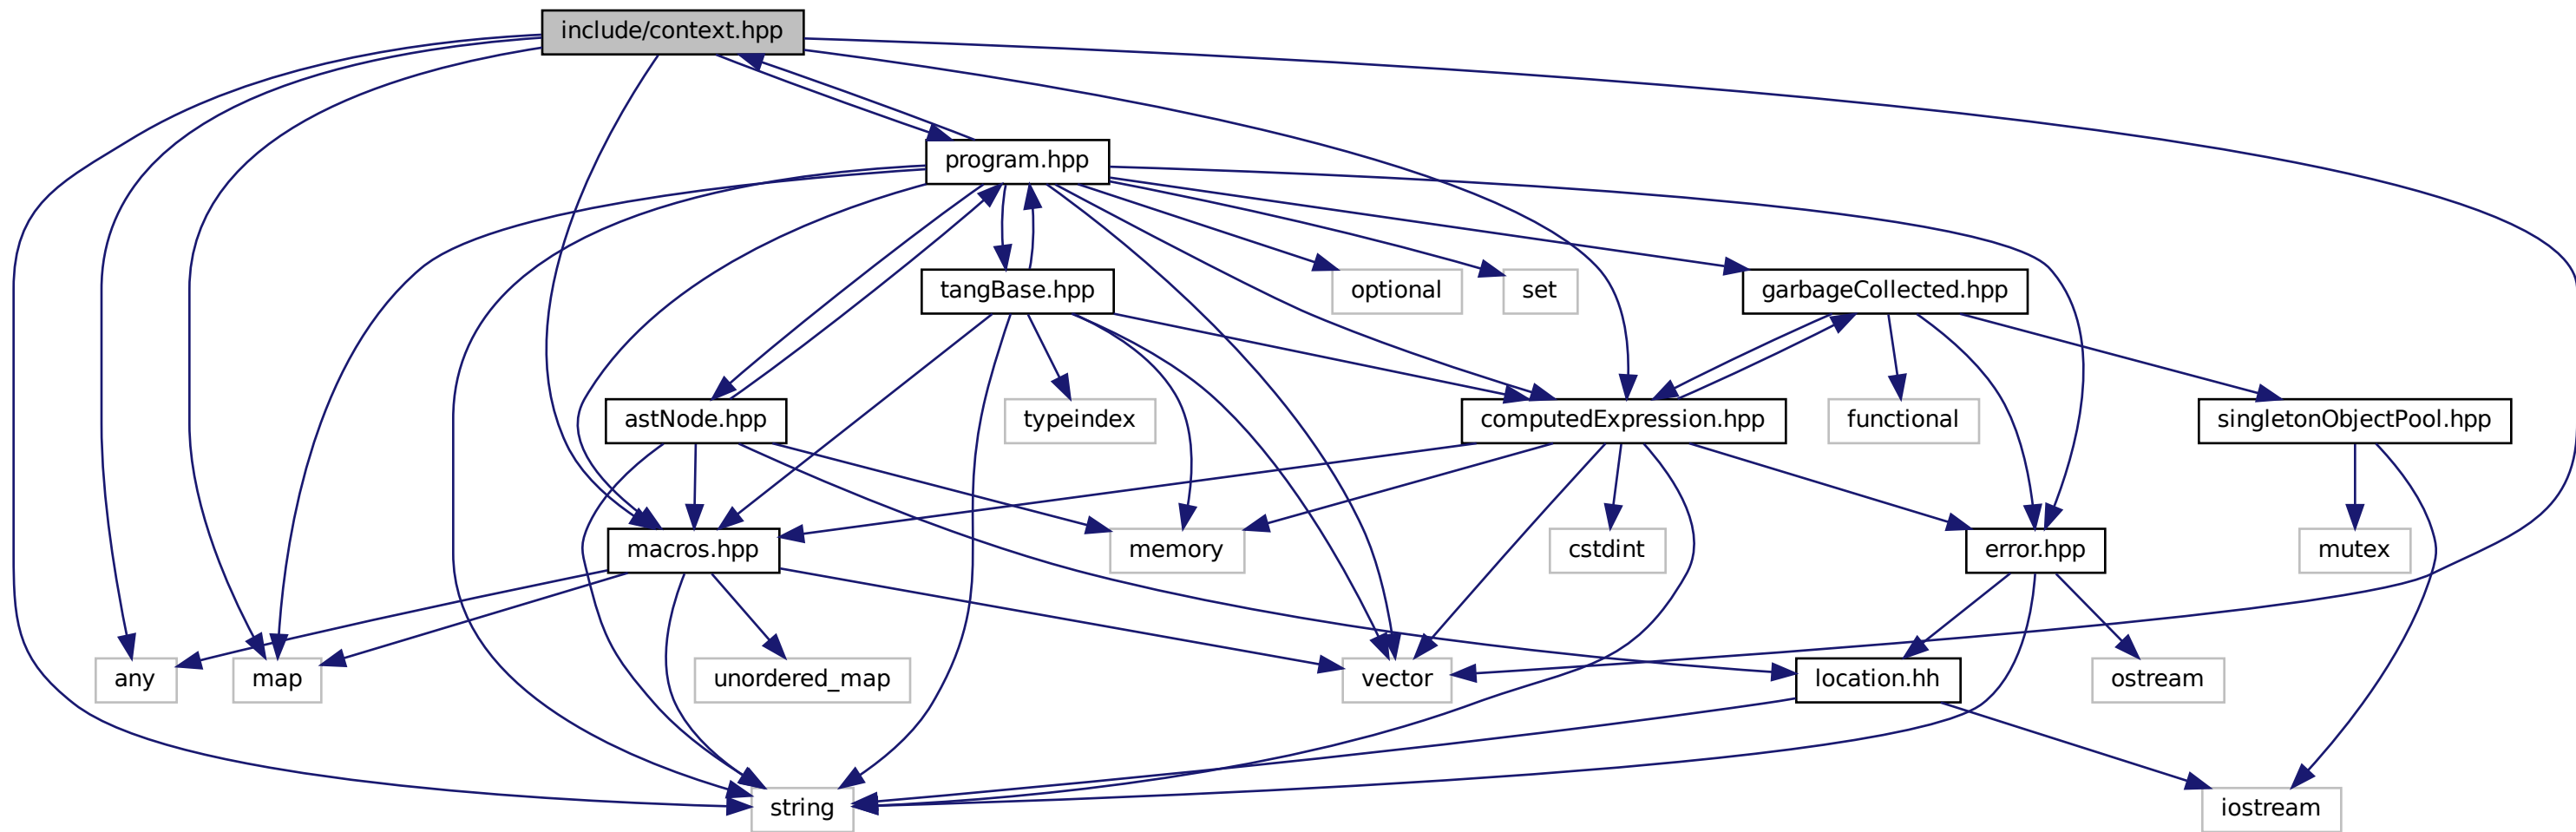 include/context.hpp
program.hpp
tangBase.hpp
optional
set
garbageCollected.hpp
astNode.hpp
typeindex
computedExpression.hpp
functional
singletonObjectPool.hpp
macros.hpp
memory
cstdint
error.hpp
mutex
any
map
unordered_map
vector
location.hh
ostream
string
iostream